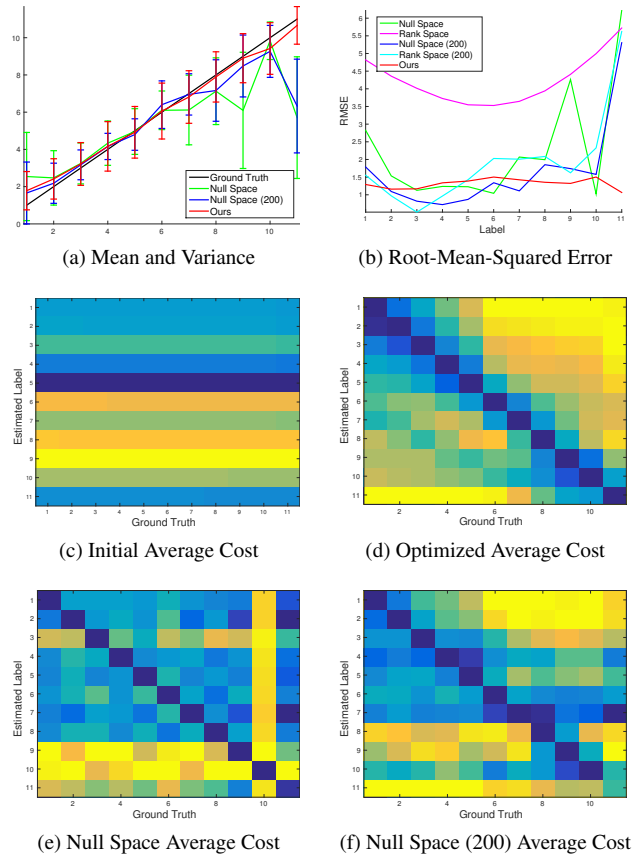 12
10
8
6
4
2
0
2
4
6
8
10
Ground Truth
Null Space
Null Space (200)
Ours
(a) Mean and Variance
6
5.5
5
4.5
4
3.5
3
2.5
2
1.5
1
RMSE
1 2 3 4 5 6 7 8 9 10 11
Label
Null Space
Rank Space
Null Space (200)
Rank Space (200)
Ours
(b) Root-Mean-Squared Error
Estimated Label
1
2
3
4
5
6
7
8
9
10
11
1 2 3 4 5 6 7 8 9 10 11
Ground Truth
(c) Initial Average Cost
Estimated Label
1
2
3
4
5
6
7
8
9
10
11
2 4 6 8 10
Ground Truth
(d) Optimized Average Cost
Estimated Label
1
2
3
4
5
6
7
8
9
10
11
2 4 6 8 10
Ground Truth
(e) Null Space Average Cost
Estimated Label
1
2
3
4
5
6
7
8
9
10
11
2 4 6 8 10
Ground Truth
(f) Null Space (200) Average Cost